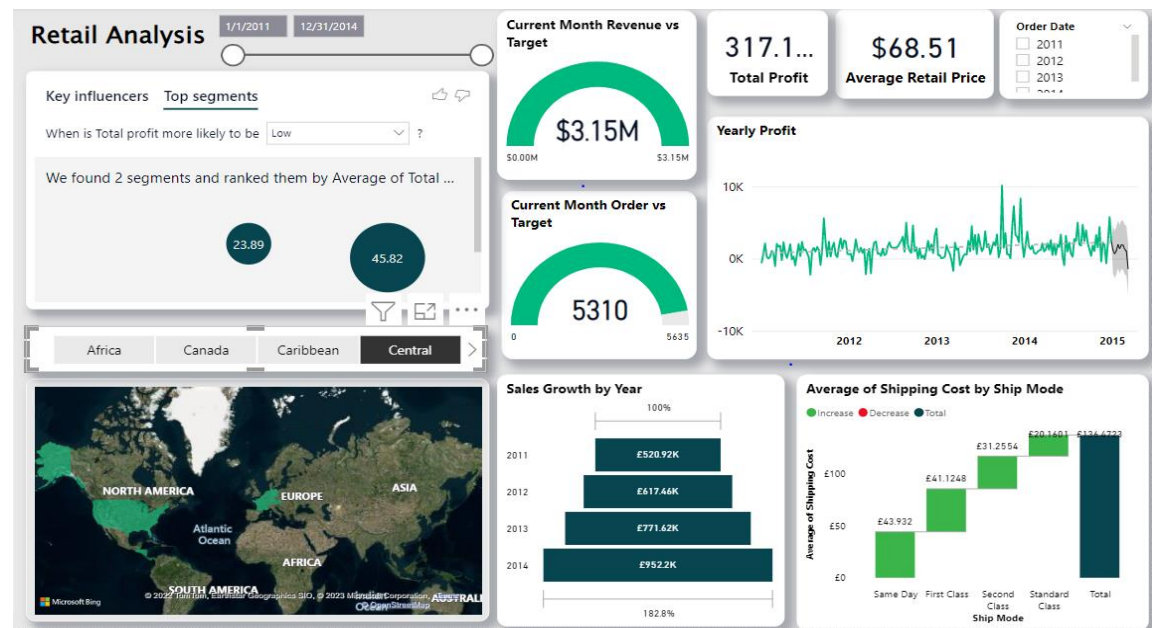 Retail Analysis
1/1/2011
12/31/2014
Key influencers
Top segments
When is Total profit more likely to be
Low
?
We found 2 segments and ranked them by Average of Total ...
23.89
45.82
Africa
Canada
Caribbean
Central
NORTH AMERICA
EUROPE
ASIA
Atlantic
Ocean
AFRICA
SOUTH AMERICA
Microsoft Bing
Current Month Revenue vs
Target
$3.15M
$0.00M
$3.15M
Current Month Order vs
Target
5310
0
5635
317.1...
Total Profit
$68.51
Average Retail Price
Order Date
2011
2012
2013
2014
Yearly Profit
10K
0K
-10K
2012
2013
2014
2015
Sales Growth by Year
100%
2011
£520.92K
2012
£617.46K
2013
£771.62K
2014
£952.2K
182.8%
Average of Shipping Cost by Ship Mode
Increase
Decrease
Total
Average of Shipping Cost
£100
£50
£0
£43.932
£41.1248
£31.2554
£20.1601
£136.4723
Same Day
First Class
Second
Class
Standard
Class
Total
Ship Mode